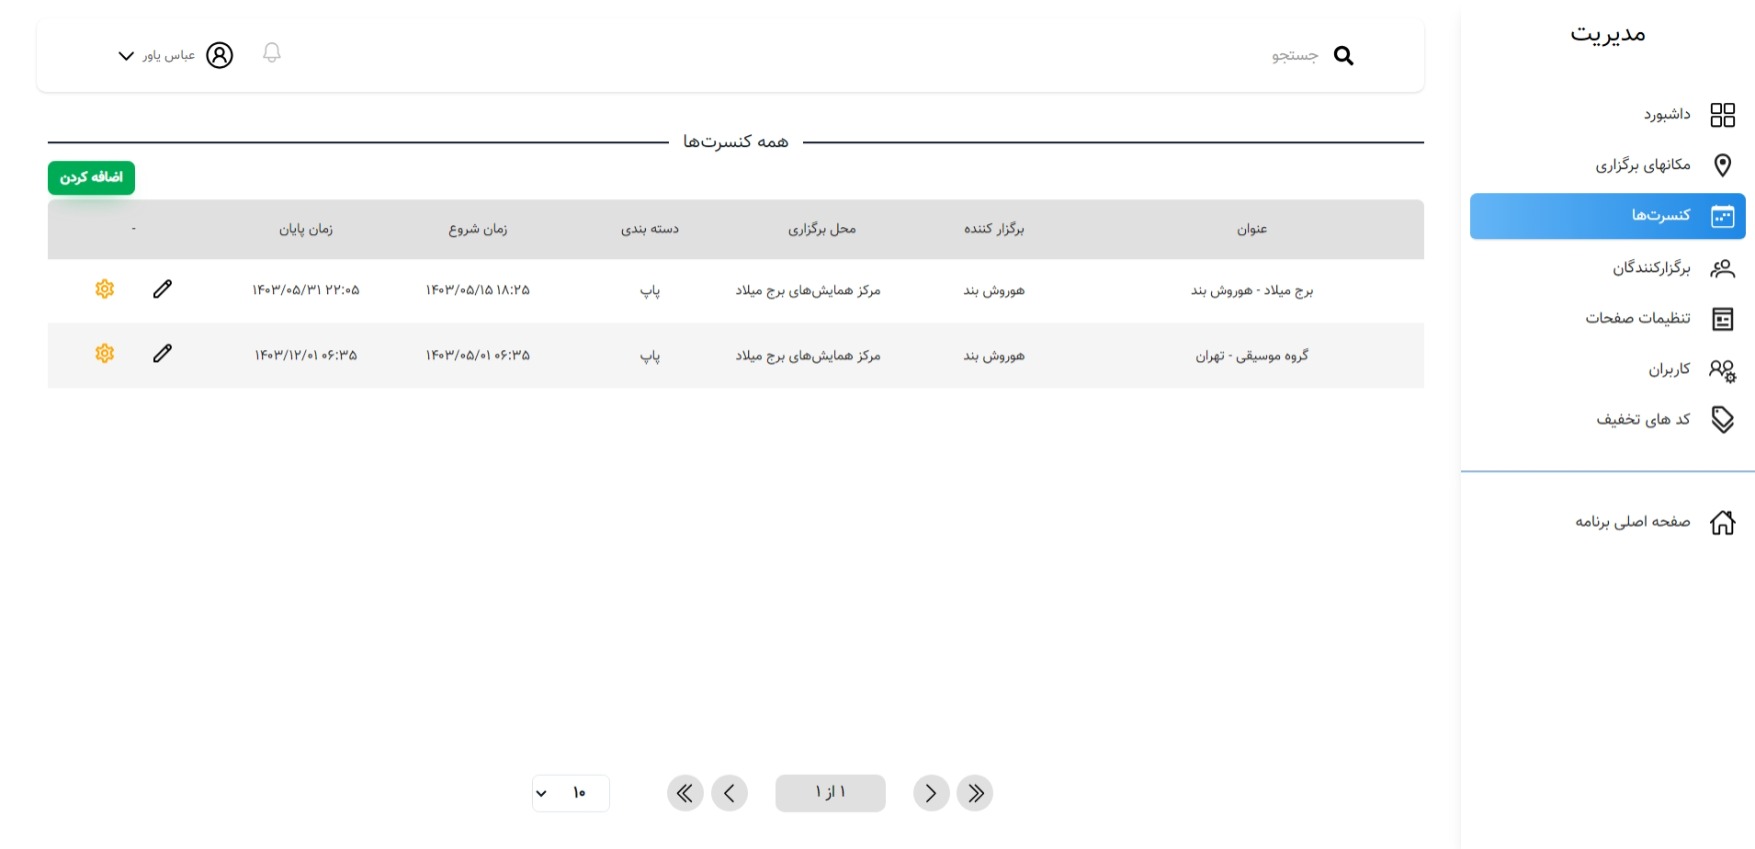 مدیریت
داشبورد
مکانهای برگزاری
کنسرت‌ها
برگزارکنندگان
تنظیمات صفحات
کاربران
کد های تخفیف
صفحه اصلی برنامه
جستجو
عباس یاور
همه کنسرت‌ها
اضافه کردن
عنوان برگزار کننده محل برگزاری دسته بندی زمان شروع زمان پایان -
برج میلاد - هوروش بند هوروش بند مرکز همایش‌های برج میلاد پاپ ۱۴۰۳/۰۵/۱۵ ۱۸:۲۵ ۱۴۰۳/۰۵/۳۱ ۲۲:۰۵
گروه موسیقی - تهران هوروش بند مرکز همایش‌های برج میلاد پاپ ۱۴۰۳/۰۵/۰۱ ۰۶:۳۵ ۱۴۰۳/۱۲/۰۱ ۰۶:۳۵
۱ از ۱
۱۰